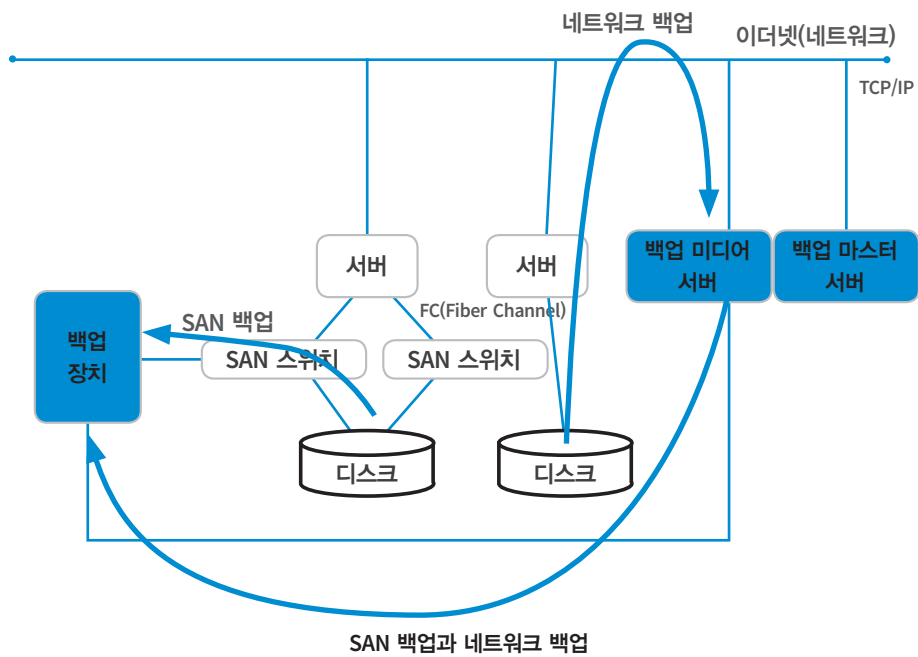 네트워크 백업
이더넷(네트워크)
TCP/IP
서버
서버
백업 미디어
서버
백업 마스터
서버
FC(Fiber Channel)
SAN 백업
백업
장치
SAN 스위치
SAN 스위치
디스크
디스크
SAN 백업과 네트워크 백업